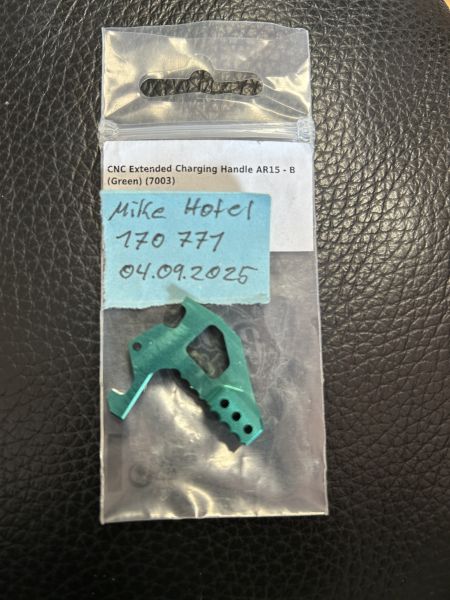 CNC Extended Charging Handle AR15 - B
(Green) (7003)
Mike Hotel
170 771
04.09.2025